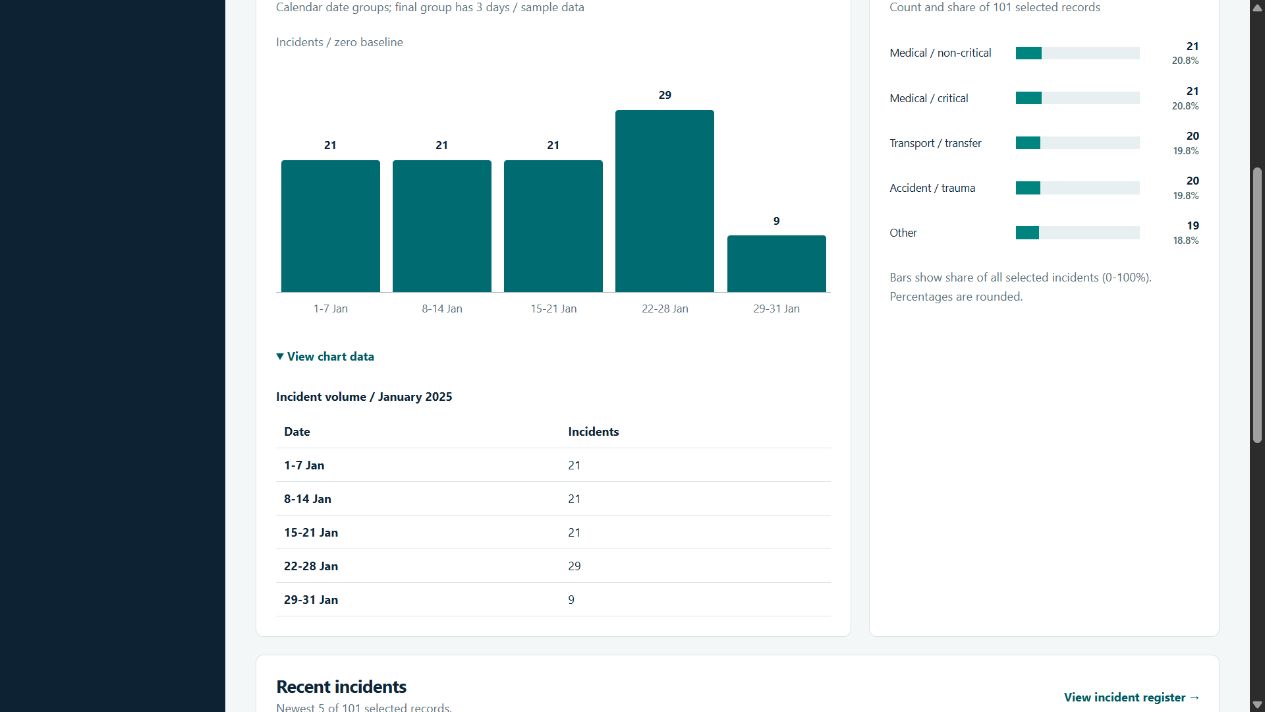 Calendar date groups; final group has 3 days / sample data
Incidents / zero baseline
21
21
21
29
9
1-7 Jan
8-14 Jan
15-21 Jan
22-28 Jan
29-31 Jan
▼ View chart data
Incident volume / January 2025
Date Incidents
1-7 Jan 21
8-14 Jan 21
15-21 Jan 21
22-28 Jan 29
29-31 Jan 9
Count and share of 101 selected records
Medical / non-critical 21
20.8%
Medical / critical 21
20.8%
Transport / transfer 20
19.8%
Accident / trauma 20
19.8%
Other 19
18.8%
Bars show share of all selected incidents (0-100%).
Percentages are rounded.
Recent incidents
Newest 5 of 101 selected records.
View incident register →